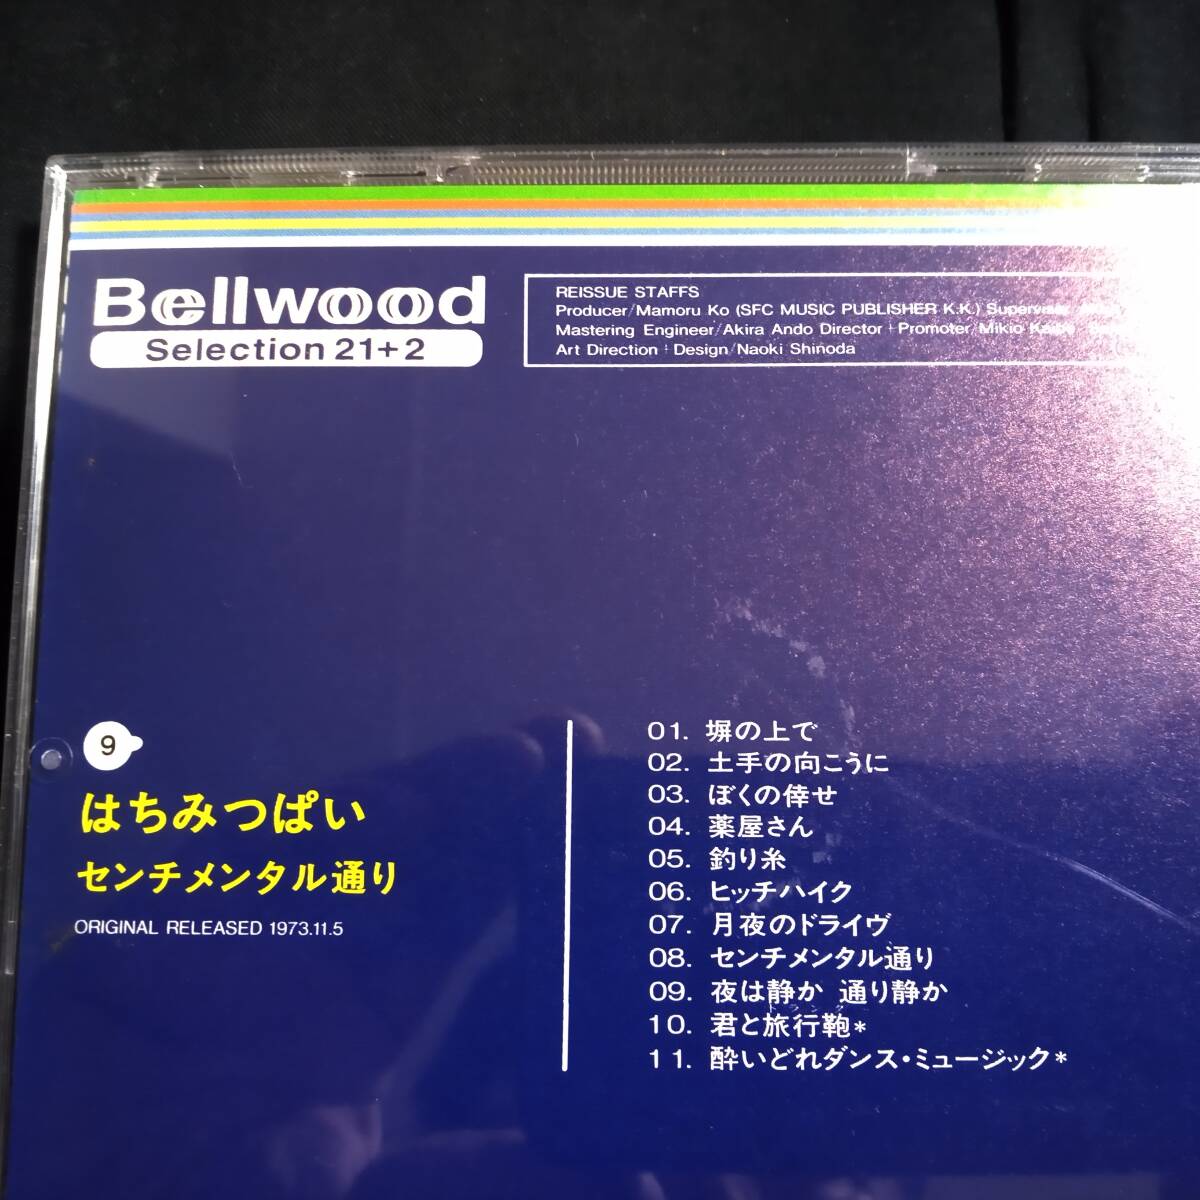 Bellwood
Selection 21+2
REISSUE STAFFS
Producer/Mamoru Ko (SFC MUSIC PUBLISHER K.K.) Supervisor
Mastering Engineer/Akira Ando Director+Promoter/Mikio
Art Direction+Design/Naoki Shinoda
9
はちみつぱい
センチメンタル通り
ORIGINAL RELEASED 1973.11.5
01. 塀の上で
02. 土手の向こうに
03. ぼくの倖せ
04. 薬屋さん
05. 釣り糸
06. ヒッチハイク
07. 月夜のドライヴ
08. センチメンタル通り
09. 夜は静か 通り静か
トランク
10. 君と旅行鞄*
11. 酔いどれダンス・ミュージック*